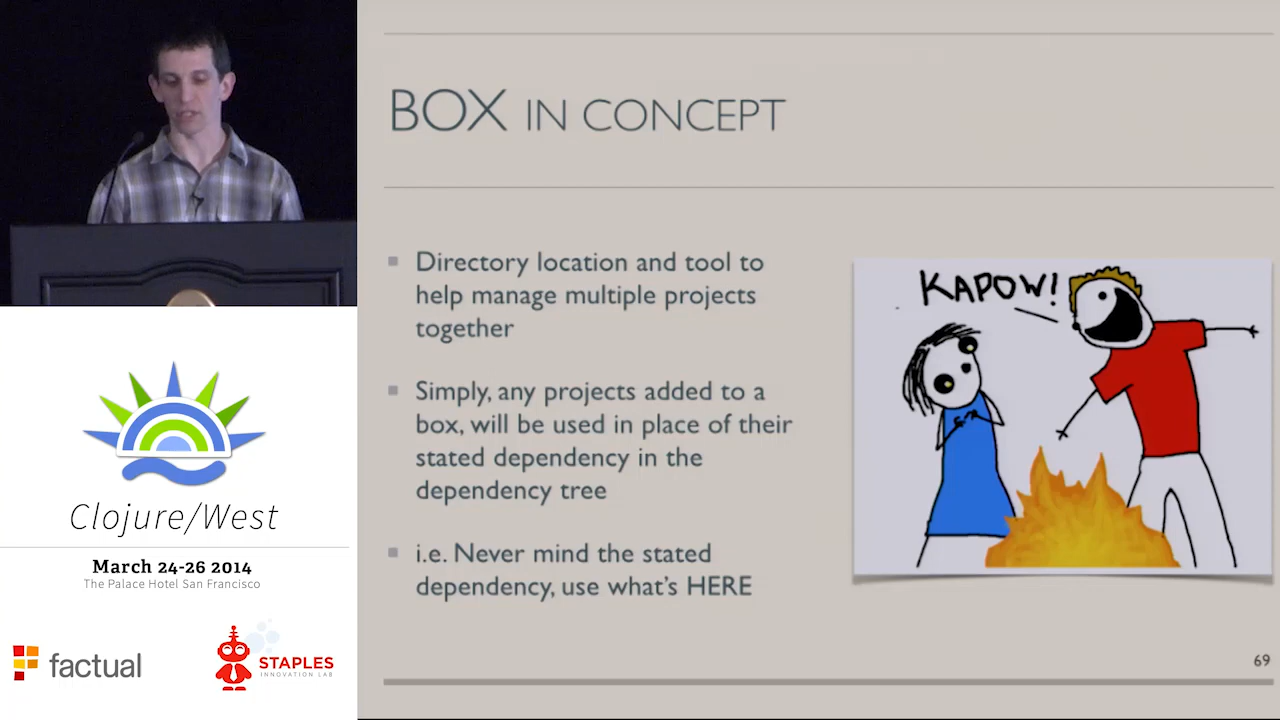 BOX IN CONCEPT
Directory location and tool to
help manage multiple projects
together
Simply, any projects added to a
box, will be used in place of their
stated dependency in the
dependency tree
i.e. Never mind the stated
dependency, use what's HERE
KAPOW!
69
Clojure/West
March 24-26 2014
The Palace Hotel San Francisco
factual
STAPLES
INNOVATION LAB